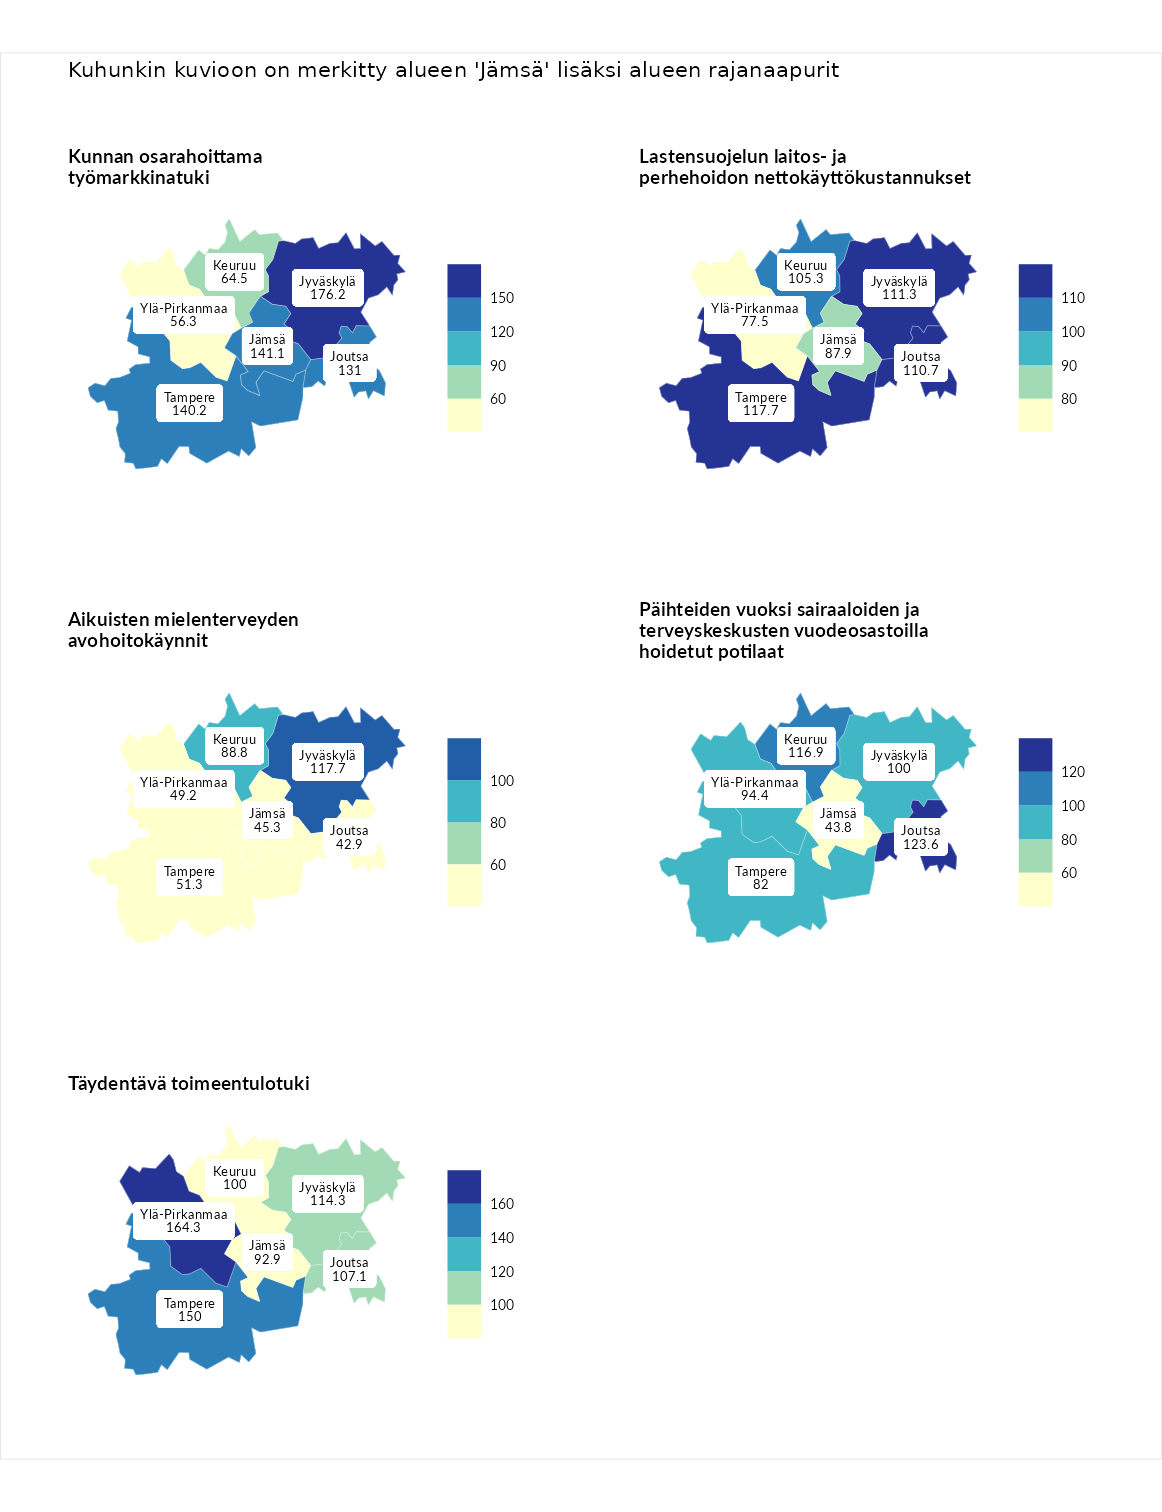 Kuhunkin kuvioon on merkitty alueen 'Jämsä' lisäksi alueen rajanaapurit
Kunnan osarahoittama
työmarkkinatuki
Keuruu
64.5
Jyväskylä
176.2
Ylä-Pirkanmaa
56.3
Jämsä
141.1
Joutsa
131
Tampere
140.2
150
120
90
60
Lastensuojelun laitos- ja
perhehoidon nettokäyttökustannukset
Keuruu
105.3
Jyväskylä
111.3
Ylä-Pirkanmaa
77.5
Jämsä
87.9
Joutsa
110.7
Tampere
117.7
110
100
90
80
Aikuisten mielenterveyden
avohoitokäynnit
Keuruu
88.8
Jyväskylä
117.7
Ylä-Pirkanmaa
49.2
Jämsä
45.3
Joutsa
42.9
Tampere
51.3
100
80
60
Päihteiden vuoksi sairaaloiden ja
terveyskeskusten vuodeosastoilla
hoidetut potilaat
Keuruu
116.9
Jyväskylä
100
Ylä-Pirkanmaa
94.4
Jämsä
43.8
Joutsa
123.6
Tampere
82
120
100
80
60
Täydentävä toimeentulotuki
Keuruu
100
Jyväskylä
114.3
Ylä-Pirkanmaa
164.3
Jämsä
92.9
Joutsa
107.1
Tampere
150
160
140
120
100